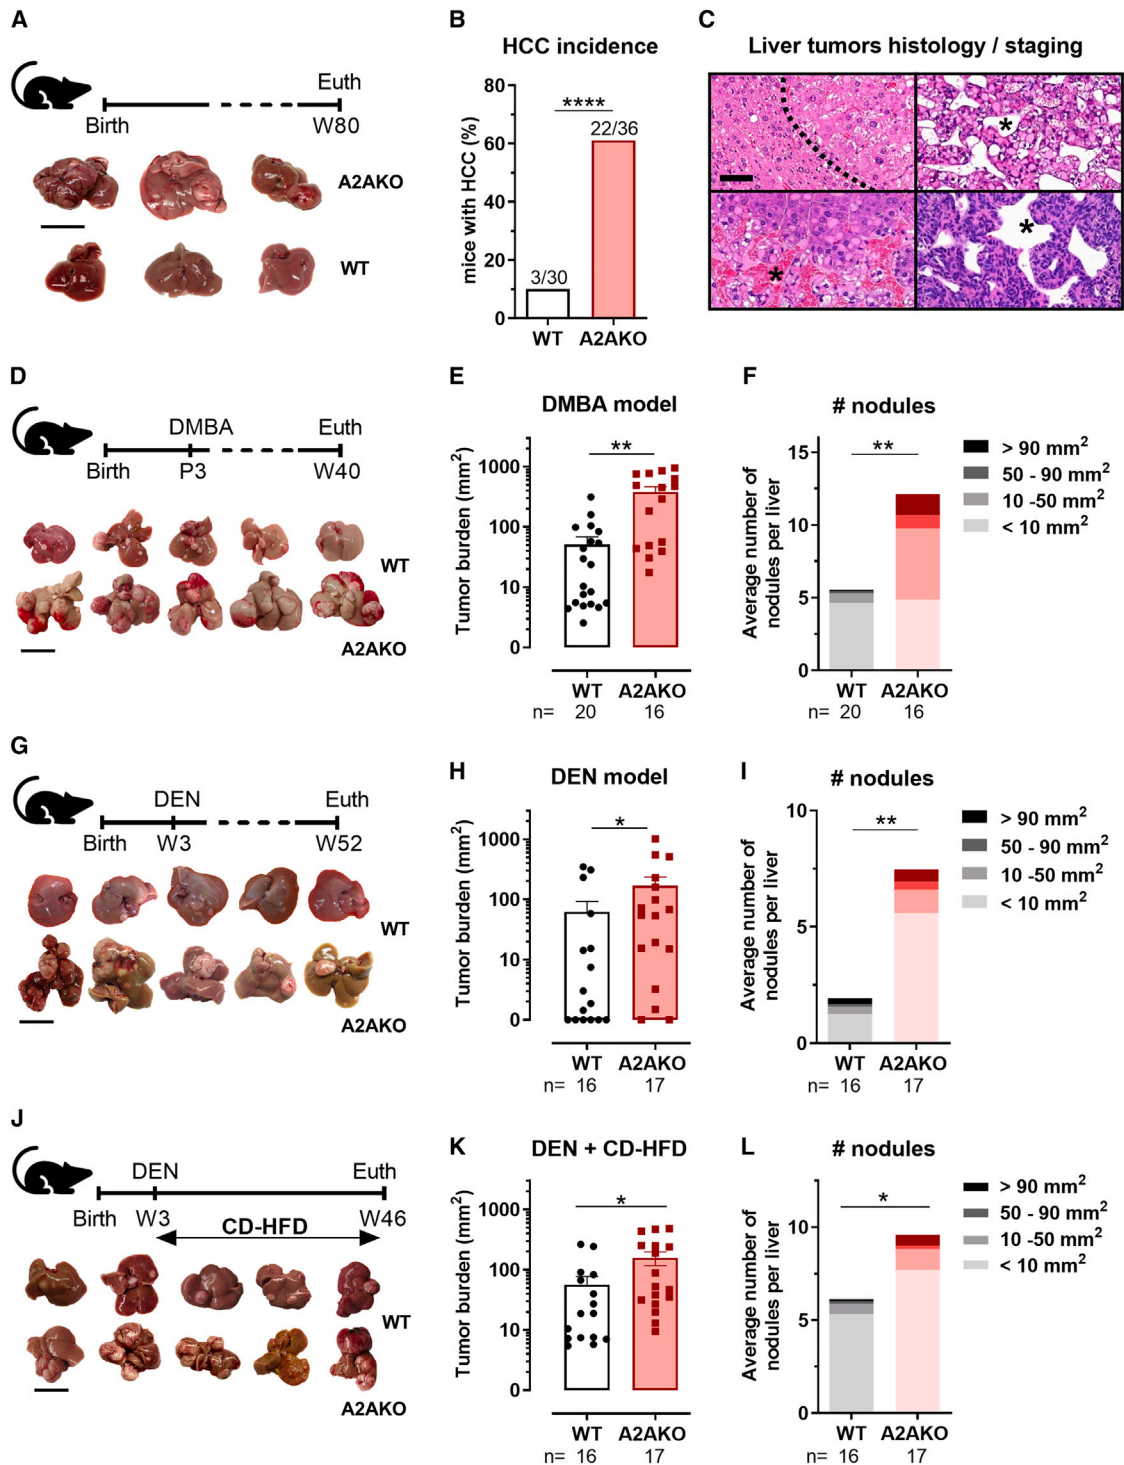 A
Euth
Birth
W80
A2AKO
WT
B
HCC incidence
mice with HCC (%)
80
60
40
20
0
****
22/36
3/30
WT A2AKO
C
Liver tumors histology / staging
*
*
*
D
DMBA
Euth
Birth
P3
W40
WT
A2AKO
E
DMBA model
Tumor burden (mm²)
1000
100
10
0
**
WT A2AKO
n= 20 16
F
# nodules
Average number of
nodules per liver
15
10
5
0
**
WT A2AKO
n= 20 16
> 90 mm²
50 - 90 mm²
10 -50 mm²
< 10 mm²
G
DEN
Euth
Birth
W3
W52
WT
A2AKO
H
DEN model
Tumor burden (mm²)
1000
100
10
0
*
WT A2AKO
n= 16 17
I
# nodules
Average number of
nodules per liver
10
5
0
**
WT A2AKO
n= 16 17
> 90 mm²
50 - 90 mm²
10 -50 mm²
< 10 mm²
J
DEN
Euth
Birth W3
W46
CD-HFD
WT
A2AKO
K
DEN + CD-HFD
Tumor burden (mm²)
1000
100
10
0
*
WT A2AKO
n= 16 17
L
# nodules
Average number of
nodules per liver
10
5
0
*
WT A2AKO
n= 16 17
> 90 mm²
50 - 90 mm²
10 -50 mm²
< 10 mm²